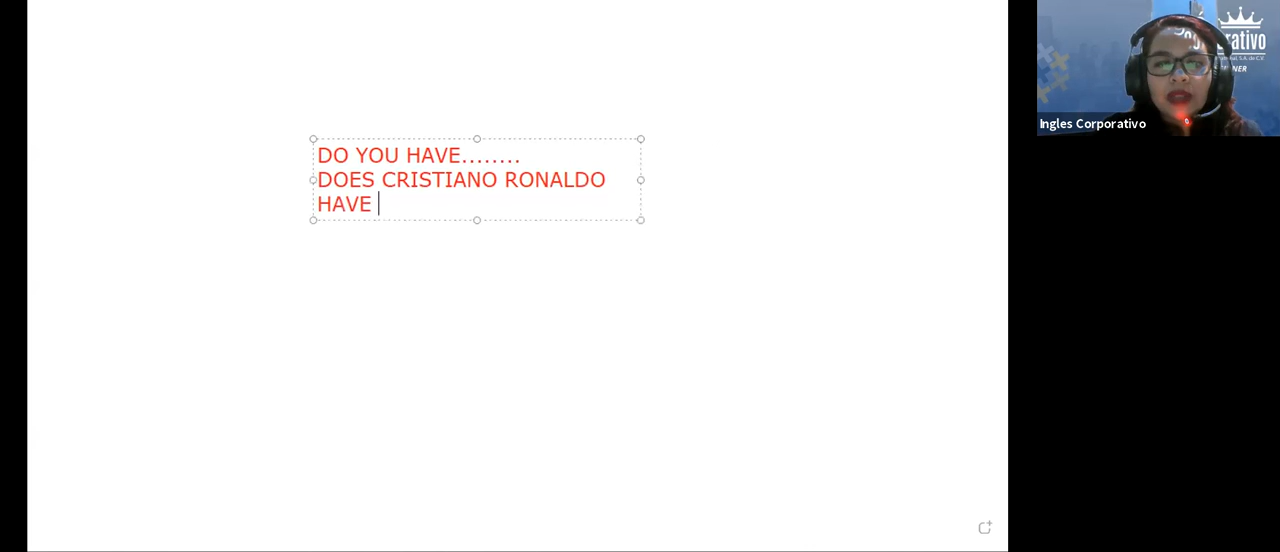 DO YOU HAVE........
DOES CRISTIANO RONALDO
HAVE
Ingles Corporativo